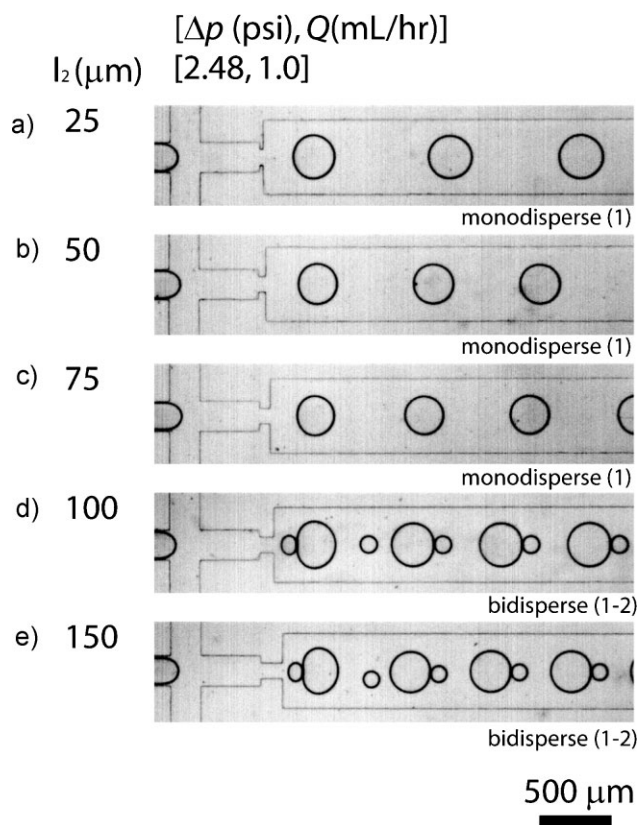 [Δp (psi), Q(mL/hr)]
l₂ (μm) [2.48, 1.0]
a) 25
monodisperse (1)
b) 50
monodisperse (1)
c) 75
monodisperse (1)
d) 100
bidisperse (1-2)
e) 150
bidisperse (1-2)
500 μm